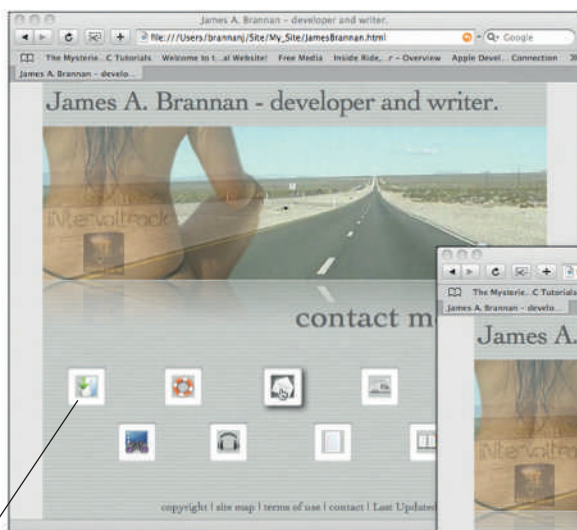 James A. Brannan - developer and writer.
file:///Users/brannanj/Site/My_Site/JamesBrannan.html
Google
The Mysterie...C Tutorials Welcome to t...al Website! Free Media Inside Ride,...r - Overview Apple Devel... Connection
James A. Brannan - develo...
James A. Brannan - developer and writer.
intervaltrack
contact m
copyright | site map | terms of use | contact | Last Updated
The Mysterie...C Tutorials
James A. Brannan - develo...
James A.
intervaltrack